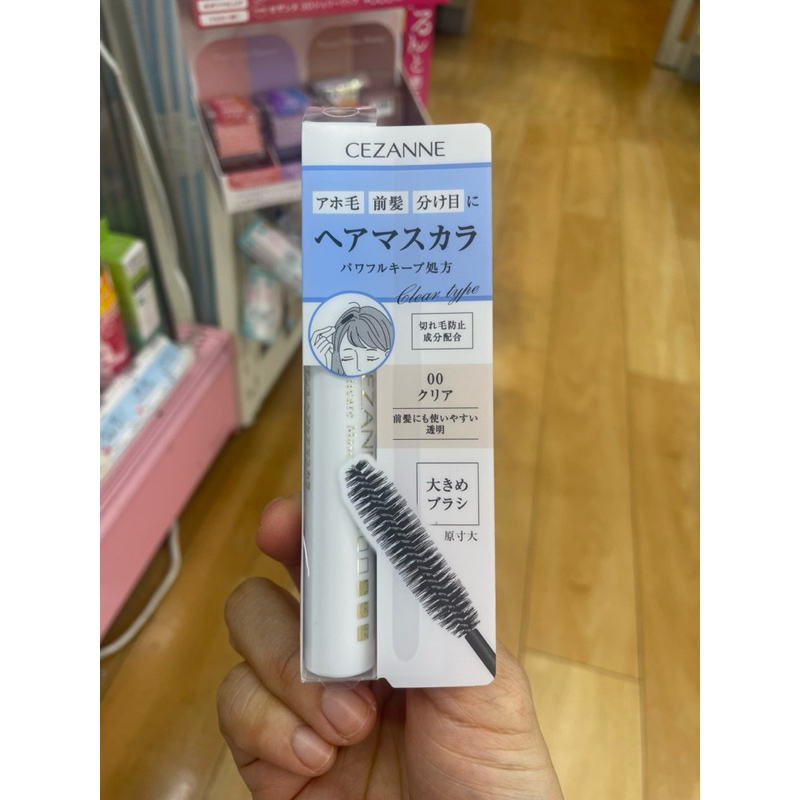 CEZANNE
アホ毛 前髪 分け目に
ヘアマスカラ
パワフルキープ処方
Clear type
切れ毛防止
成分配合
00
クリア
前髪にも使いやすい
透明
CEZANNE
大きめ
ブラシ
原寸大